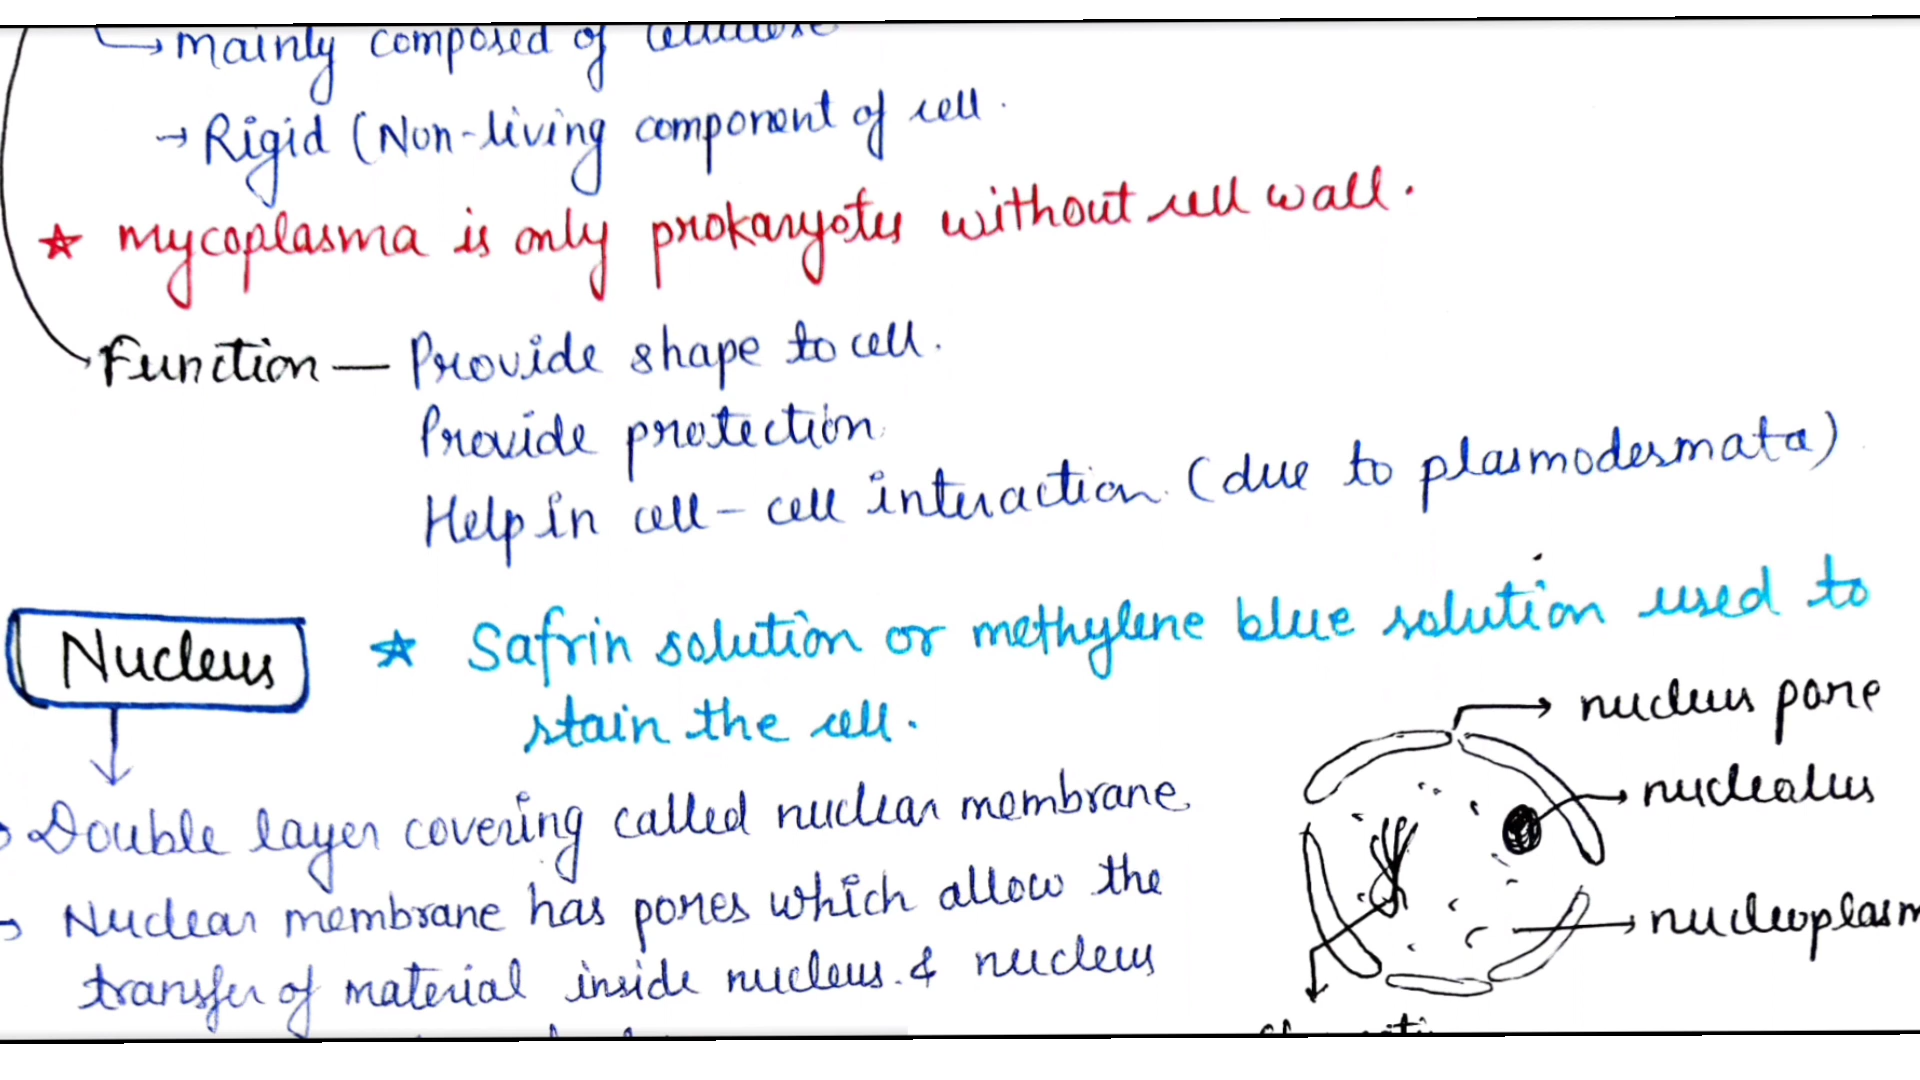 ↳ mainly composed of cellulose
→ Rigid (Non-living component of cell.
☆ mycoplasma is only prokaryotes without cell wall.
Function — Provide shape to cell.
Provide protection
Help in cell - cell interaction. (due to plasmodesmata)
Nucleus
☆ Safrin solution or methylene blue solution used to
stain the cell.
nucleus pore
nuclealus
nucleoplasm
Double layer covering called nuclear membrane
→ Nuclear membrane has pores which allow the
transfer of material inside nucleus. & nucleus